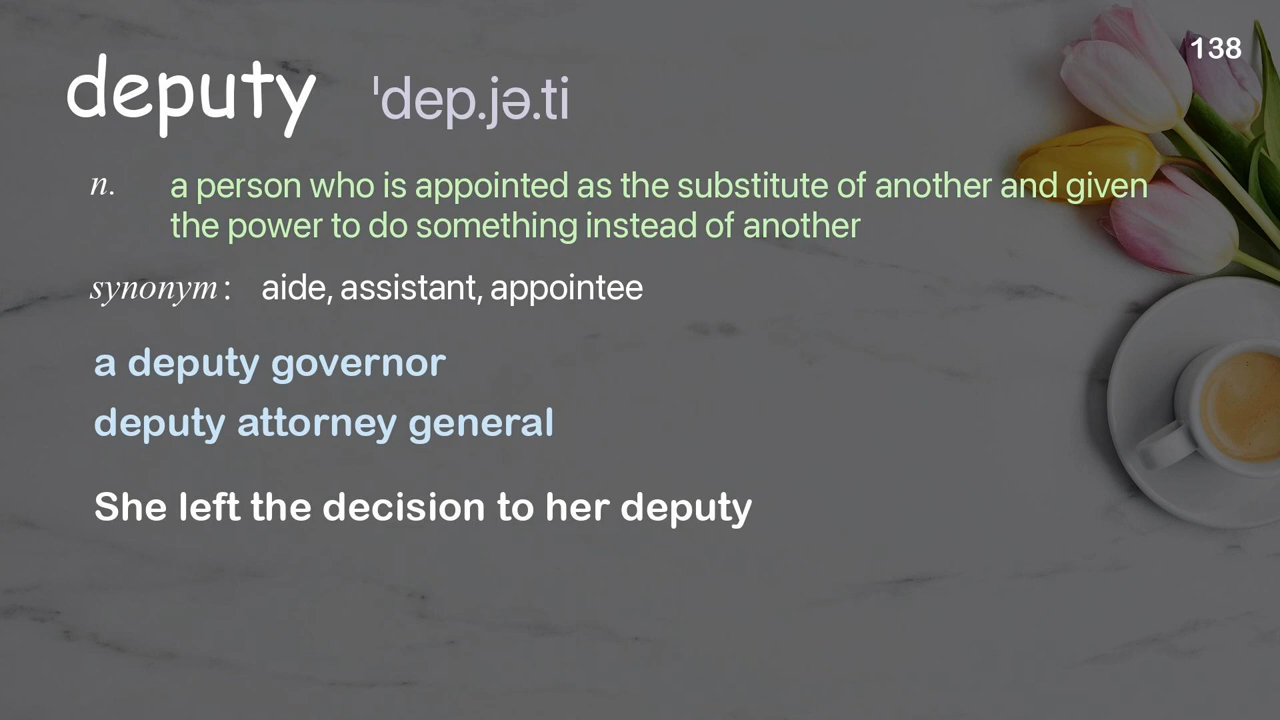 138
deputy ˈdep.jə.ti
n. a person who is appointed as the substitute of another and given
the power to do something instead of another
synonym: aide, assistant, appointee
a deputy governor
deputy attorney general
She left the decision to her deputy